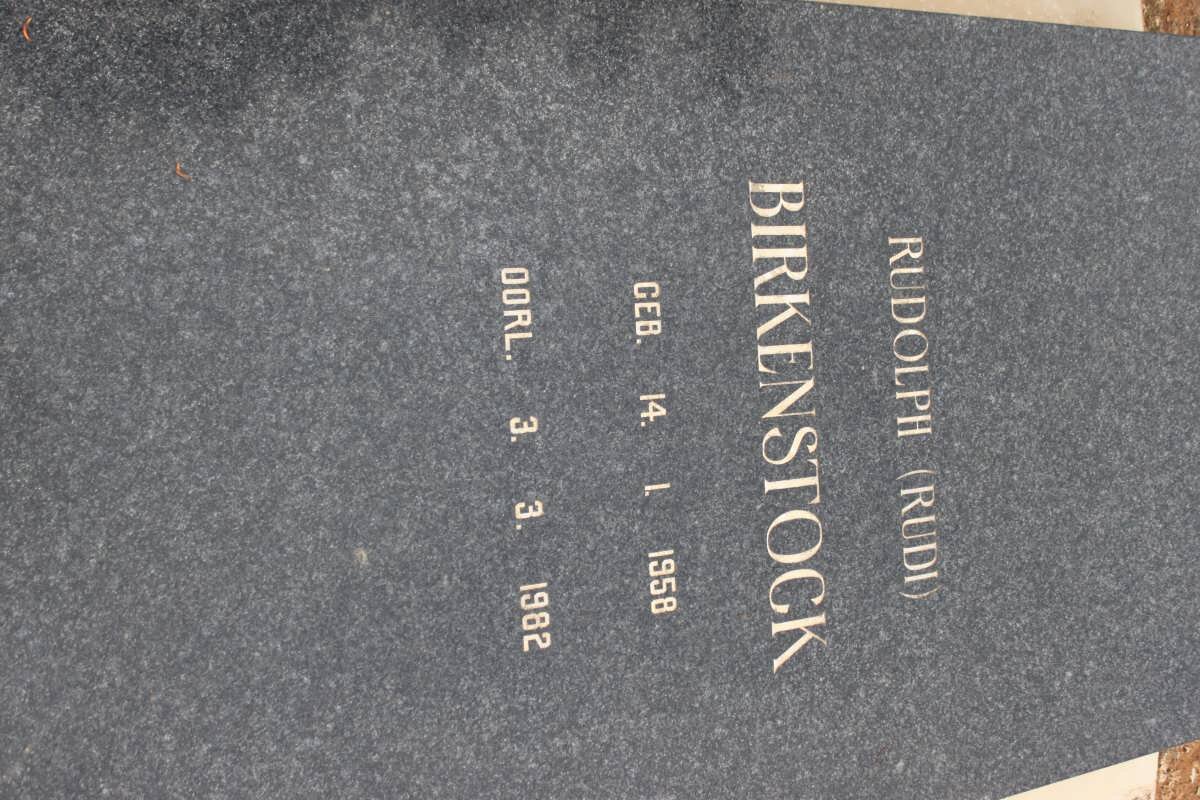 RUDOLPH (RUDI)
BIRKENSTOCK
GEB. 14. 1. 1958
OORL. 3. 3. 1982